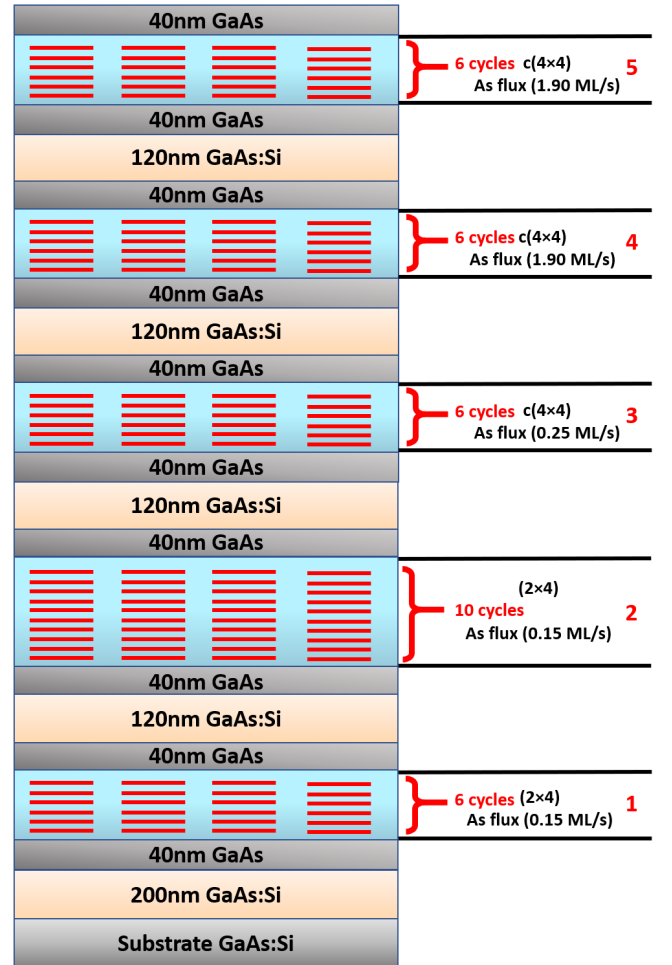 40nm GaAs
6 cycles c(4×4) 5
As flux (1.90 ML/s)
40nm GaAs
120nm GaAs:Si
40nm GaAs
6 cycles c(4×4) 4
As flux (1.90 ML/s)
40nm GaAs
120nm GaAs:Si
40nm GaAs
6 cycles c(4×4) 3
As flux (0.25 ML/s)
40nm GaAs
120nm GaAs:Si
40nm GaAs
(2×4)
10 cycles 2
As flux (0.15 ML/s)
40nm GaAs
120nm GaAs:Si
40nm GaAs
6 cycles (2×4) 1
As flux (0.15 ML/s)
40nm GaAs
200nm GaAs:Si
Substrate GaAs:Si